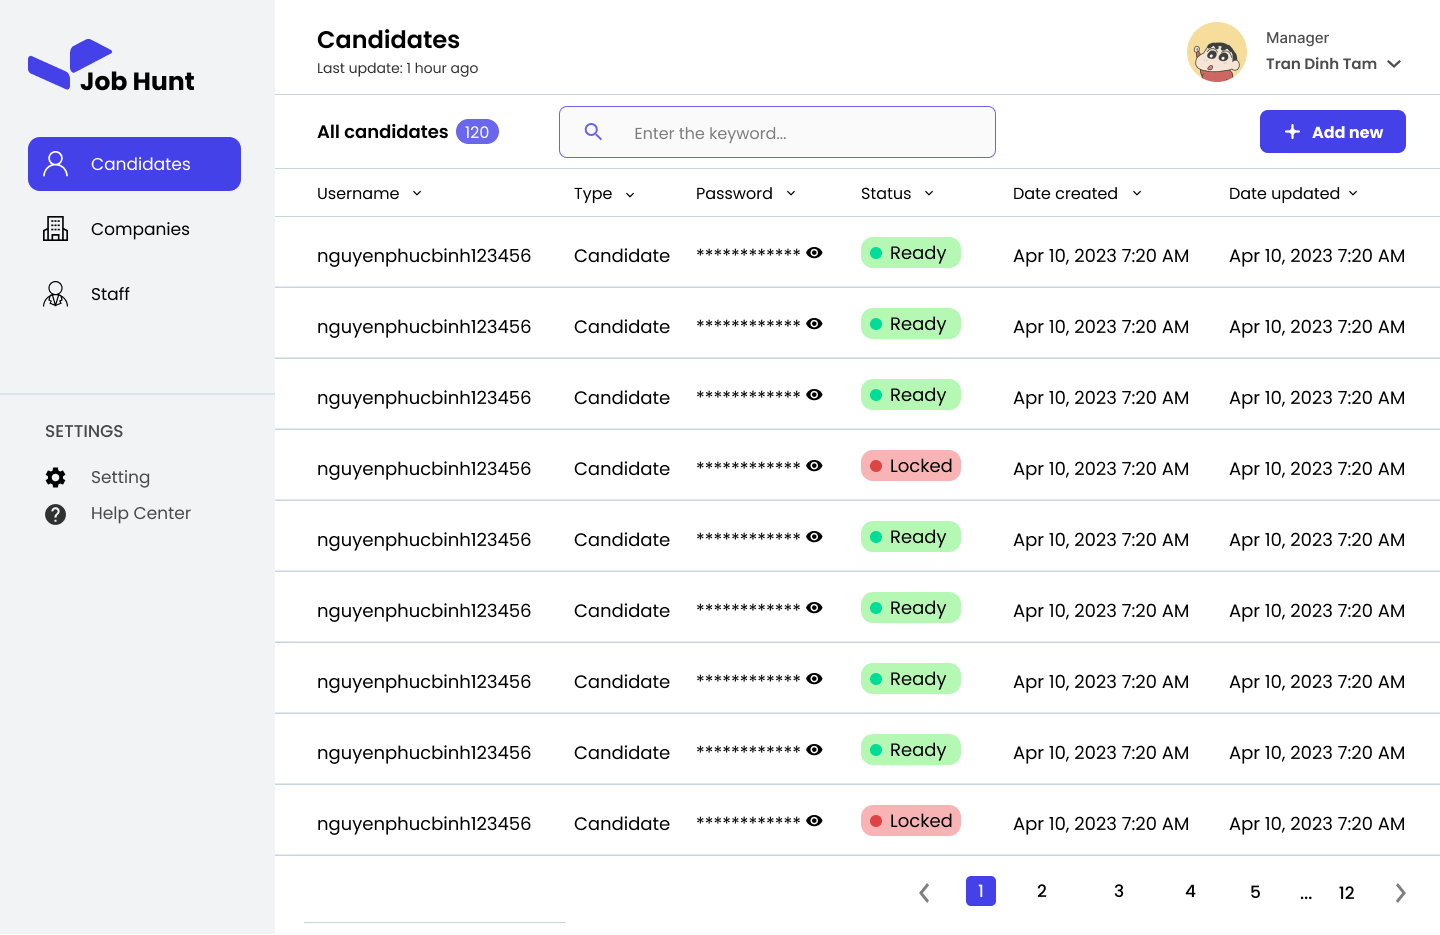 Job Hunt
Candidates
Companies
Staff
SETTINGS
Setting
Help Center
Candidates
Last update: 1 hour ago
Manager
Tran Dinh Tam
All candidates 120
Enter the keyword...
+ Add new
Username Type Password Status Date created Date updated
nguyenphucbinh123456 Candidate ************ Ready Apr 10, 2023 7:20 AM Apr 10, 2023 7:20 AM
nguyenphucbinh123456 Candidate ************ Ready Apr 10, 2023 7:20 AM Apr 10, 2023 7:20 AM
nguyenphucbinh123456 Candidate ************ Ready Apr 10, 2023 7:20 AM Apr 10, 2023 7:20 AM
nguyenphucbinh123456 Candidate ************ Locked Apr 10, 2023 7:20 AM Apr 10, 2023 7:20 AM
nguyenphucbinh123456 Candidate ************ Ready Apr 10, 2023 7:20 AM Apr 10, 2023 7:20 AM
nguyenphucbinh123456 Candidate ************ Ready Apr 10, 2023 7:20 AM Apr 10, 2023 7:20 AM
nguyenphucbinh123456 Candidate ************ Ready Apr 10, 2023 7:20 AM Apr 10, 2023 7:20 AM
nguyenphucbinh123456 Candidate ************ Ready Apr 10, 2023 7:20 AM Apr 10, 2023 7:20 AM
nguyenphucbinh123456 Candidate ************ Locked Apr 10, 2023 7:20 AM Apr 10, 2023 7:20 AM
1 2 3 4 5 ... 12